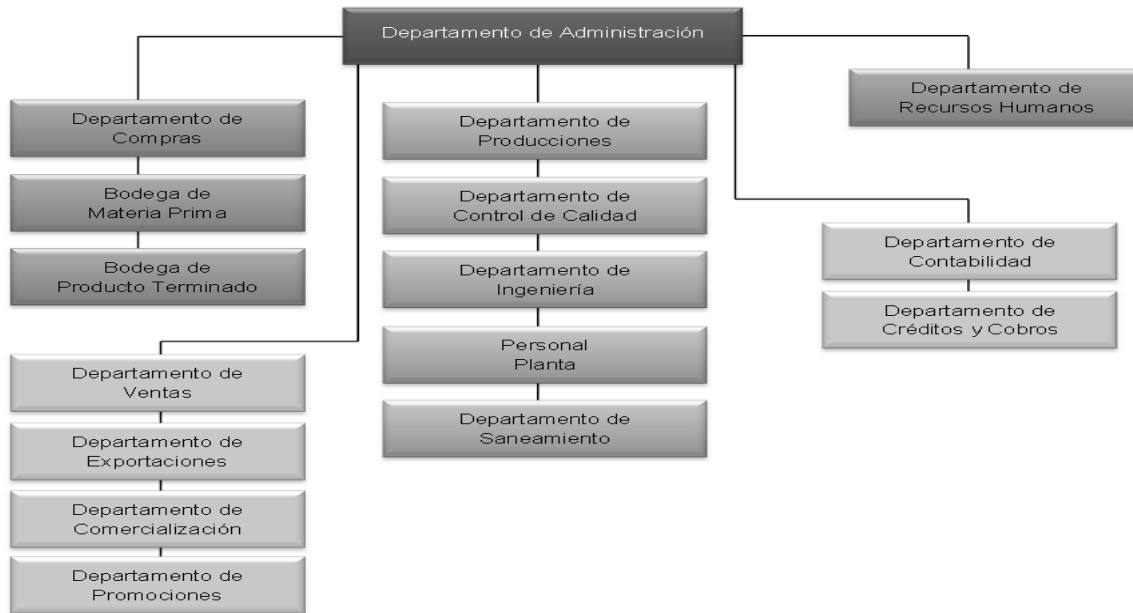 Departamento de Administración
Departamento de
Compras
Bodega de
Materia Prima
Bodega de
Producto Terminado
Departamento de
Ventas
Departamento de
Exportaciones
Departamento de
Comercialización
Departamento de
Promociones
Departamento de
Producciones
Departamento de
Control de Calidad
Departamento de
Ingeniería
Personal
Planta
Departamento de
Saneamiento
Departamento de
Recursos Humanos
Departamento de
Contabilidad
Departamento de
Créditos y Cobros